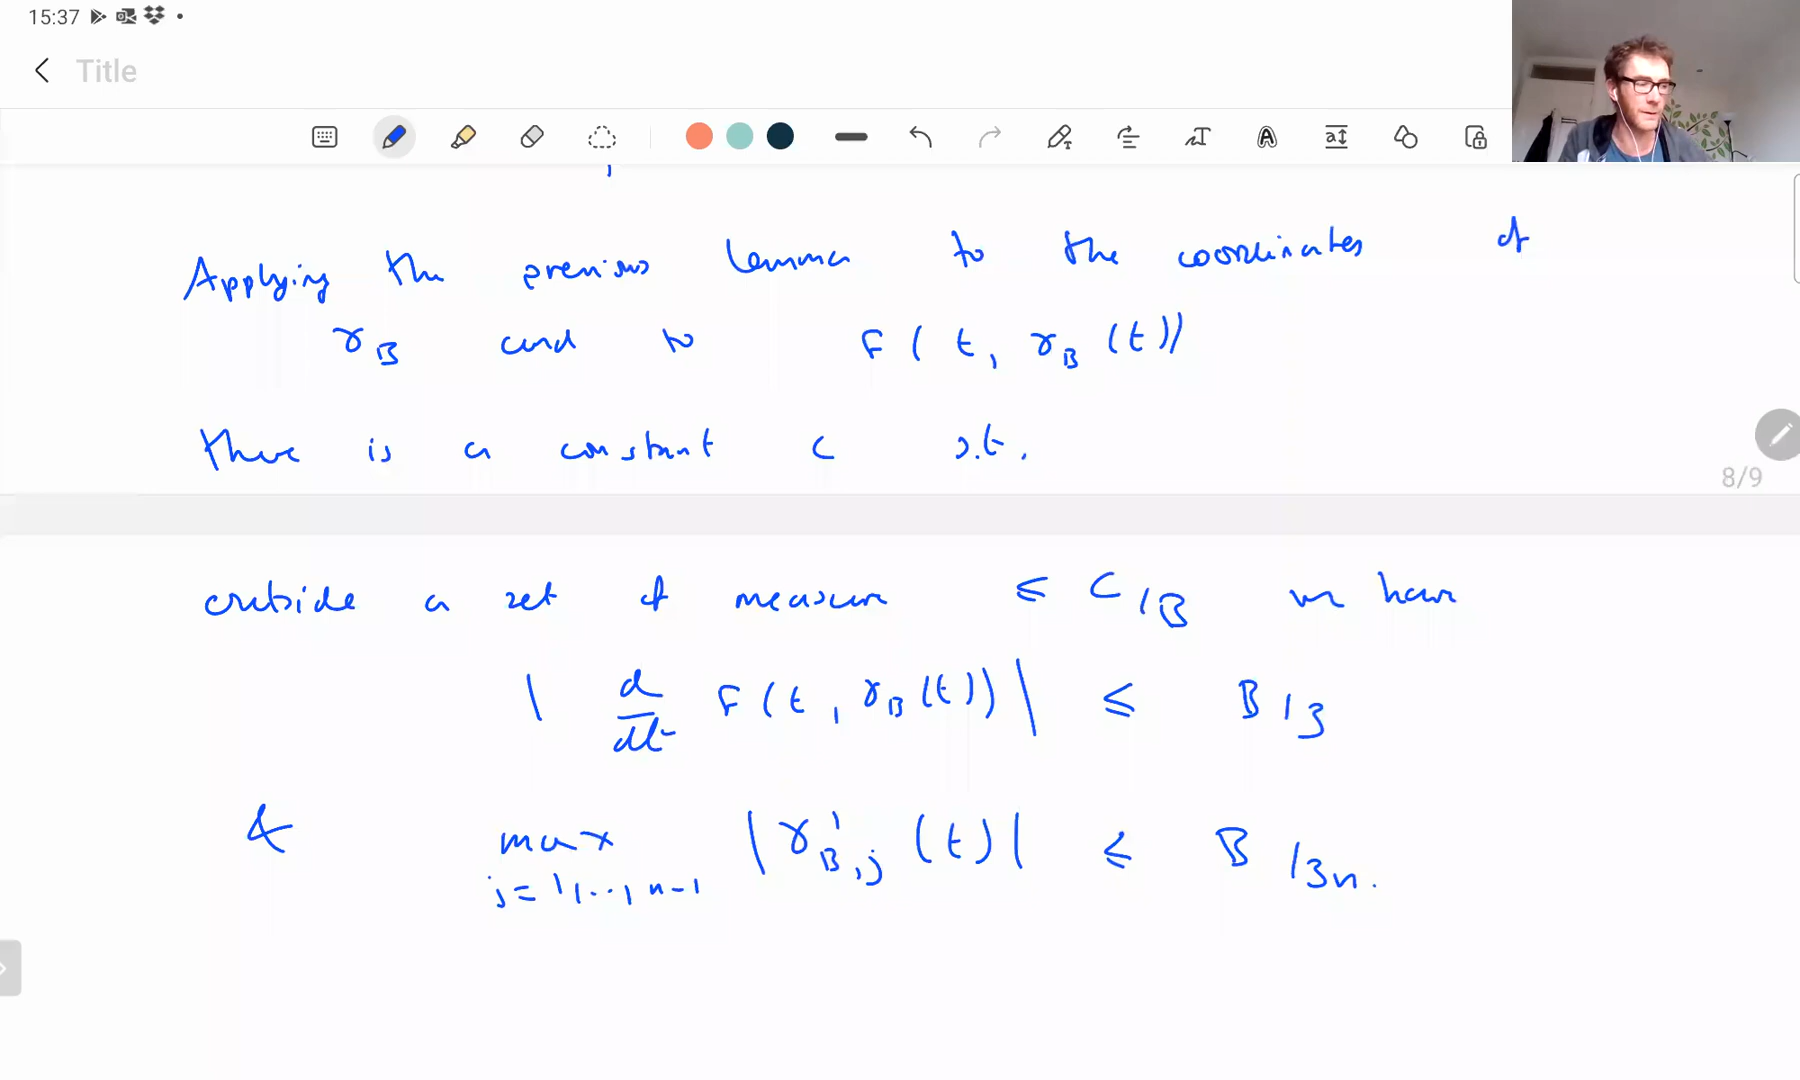 15:37
Title
Applying the previous lemma to the coordinates of
γ_B and to F(t, γ_B(t))
there is a constant C s.t.
8/9
outside a set of measure ≤ C/B we have
| d/dt F(t, γ_B(t)) | ≤ B/3
& max_{j=1,..,n-1} |γ'_{B,j}(t)| ≤ B/3n.